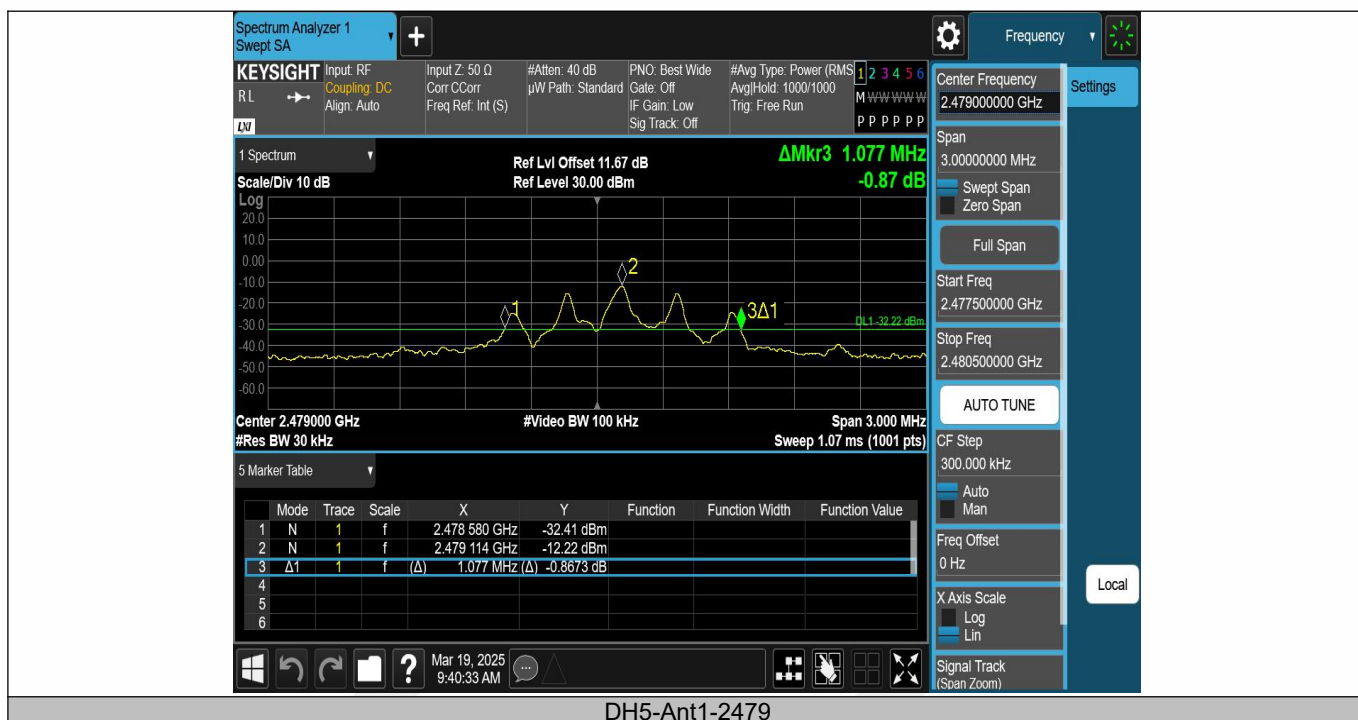 Spectrum Analyzer 1
Swept SA
+
Frequency
KEYSIGHT
RL
LXI
Input: RF
Coupling: DC
Align: Auto
Input Z: 50 Ω
Corr CCorr
Freq Ref: Int (S)
#Atten: 40 dB
µW Path: Standard
PNO: Best Wide
Gate: Off
IF Gain: Low
Sig Track: Off
#Avg Type: Power (RMS
Avg|Hold: 1000/1000
Trig: Free Run
1 2 3 4 5 6
M W W W W W
P P P P P P
1 Spectrum
Scale/Div 10 dB
Ref Lvl Offset 11.67 dB
Ref Level 30.00 dBm
ΔMkr3 1.077 MHz
-0.87 dB
Log
20.0
10.0
0.00
-10.0
-20.0
-30.0
-40.0
-50.0
-60.0
1
2
3Δ1
DL1 -32.22 dBm
Center 2.479000 GHz
#Video BW 100 kHz
Span 3.000 MHz
#Res BW 30 kHz
Sweep 1.07 ms (1001 pts)
5 Marker Table
Mode Trace Scale X Y Function Function Width Function Value
1 N 1 f 2.478 580 GHz -32.41 dBm
2 N 1 f 2.479 114 GHz -12.22 dBm
3 Δ1 1 f (Δ) 1.077 MHz (Δ) -0.8673 dB
4
5
6
?
Mar 19, 2025
9:40:33 AM
Center Frequency
2.479000000 GHz
Settings
Span
3.00000000 MHz
Swept Span
Zero Span
Full Span
Start Freq
2.477500000 GHz
Stop Freq
2.480500000 GHz
AUTO TUNE
CF Step
300.000 kHz
Auto
Man
Freq Offset
0 Hz
X Axis Scale
Log
Lin
Local
Signal Track
(Span Zoom)
DH5-Ant1-2479